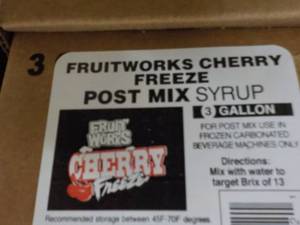 3
FRUITWORKS CHERRY
FREEZE
POST MIX SYRUP
3 GALLON
FOR POST MIX USE IN
FROZEN CARBONATED
BEVERAGE MACHINES ONLY
FRUIT
WORKS
CHERRY
Freeze
Directions:
Mix with water to
target Brix of 13
Recommended storage between 45F-70F degrees